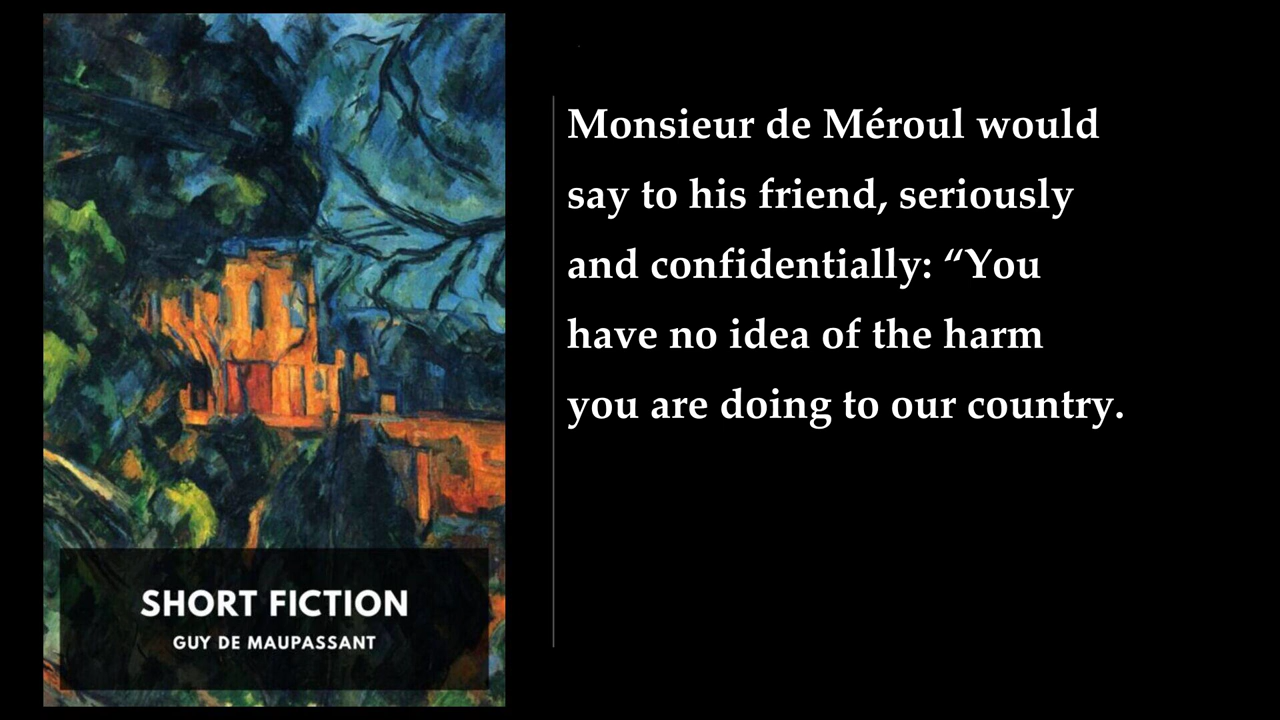 Monsieur de Méroul would
say to his friend, seriously
and confidentially: “You
have no idea of the harm
you are doing to our country.
SHORT FICTION
GUY DE MAUPASSANT